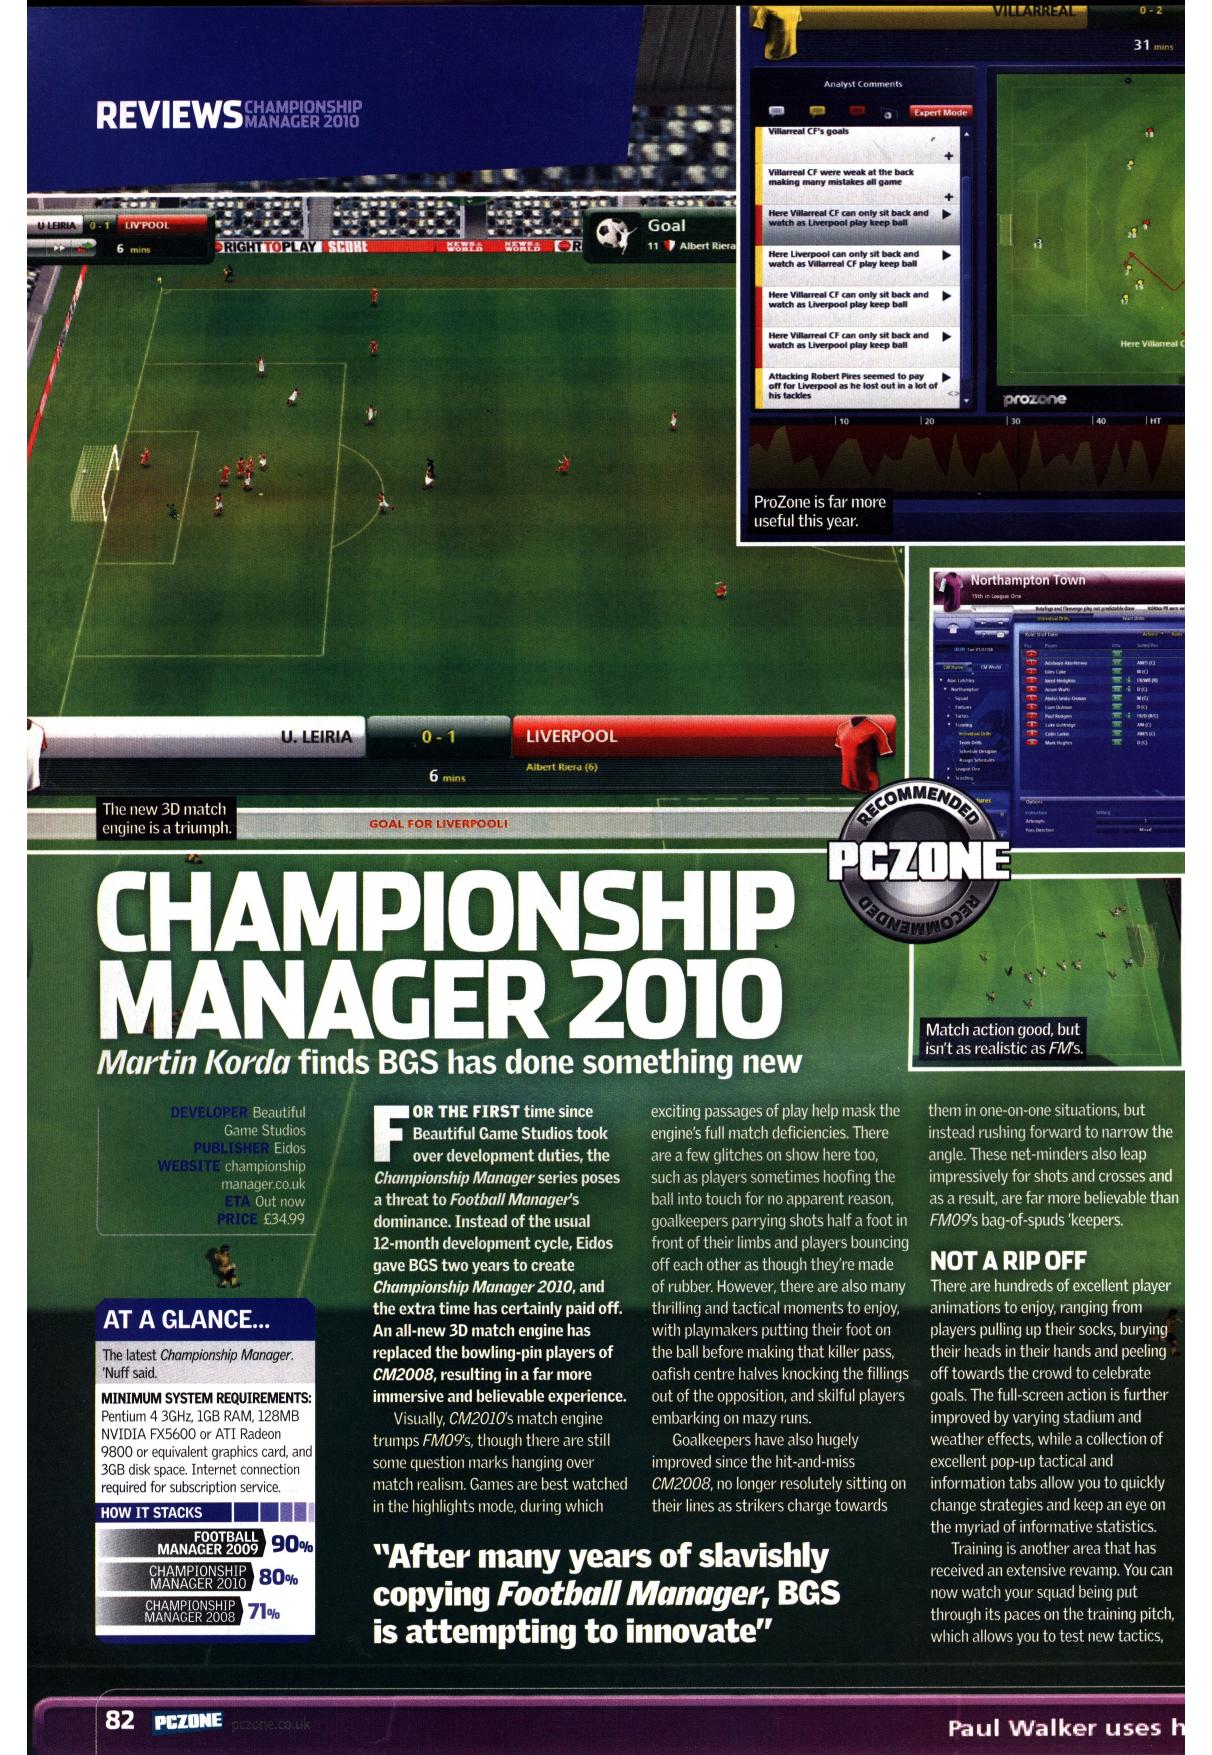 REVIEWS CHAMPIONSHIP
MANAGER 2010
U LEIRIA 0 - 1 LIV'POOL
6 mins
RIGHT TO PLAY SCORE NEWS OF THE WORLD NEWS OF THE WORLD
Goal
11 Albert Riera
VILLARREAL 0 - 2
31 mins
Analyst Comments
Expert Mode
Villarreal CF's goals
Villarreal CF were weak at the back
making many mistakes all game
Here Villarreal CF can only sit back and
watch as Liverpool play keep ball
Here Liverpool can only sit back and
watch as Villarreal CF play keep ball
Here Villarreal CF can only sit back and
watch as Liverpool play keep ball
Here Villarreal CF can only sit back and
watch as Liverpool play keep ball
Attacking Robert Pires seemed to pay
off for Liverpool as he lost out in a lot of
his tackles
Here Villarreal C
prozone
10 20 30 40 HT
ProZone is far more
useful this year.
Northampton Town
15th in League One
U. LEIRIA 0 - 1 LIVERPOOL
6 mins
Albert Riera (6)
GOAL FOR LIVERPOOL!
The new 3D match
engine is a triumph.
RECOMMENDED
PCZONE
RECOMMENDED
Match action good, but
isn't as realistic as FM's.
CHAMPIONSHIP
MANAGER 2010
Martin Korda finds BGS has done something new
DEVELOPER Beautiful
Game Studios
PUBLISHER Eidos
WEBSITE championship
manager.co.uk
ETA Out now
PRICE £34.99
AT A GLANCE...
The latest Championship Manager.
'Nuff said.
MINIMUM SYSTEM REQUIREMENTS:
Pentium 4 3GHz, 1GB RAM, 128MB
NVIDIA FX5600 or ATI Radeon
9800 or equivalent graphics card, and
3GB disk space. Internet connection
required for subscription service.
HOW IT STACKS
FOOTBALL
MANAGER 2009 90%
CHAMPIONSHIP
MANAGER 2010 80%
CHAMPIONSHIP
MANAGER 2008 71%
FOR THE FIRST time since
Beautiful Game Studios took
over development duties, the
Championship Manager series poses
a threat to Football Manager's
dominance. Instead of the usual
12-month development cycle, Eidos
gave BGS two years to create
Championship Manager 2010, and
the extra time has certainly paid off.
An all-new 3D match engine has
replaced the bowling-pin players of
CM2008, resulting in a far more
immersive and believable experience.
Visually, CM2010's match engine
trumps FM09's, though there are still
some question marks hanging over
match realism. Games are best watched
in the highlights mode, during which
exciting passages of play help mask the
engine's full match deficiencies. There
are a few glitches on show here too,
such as players sometimes hoofing the
ball into touch for no apparent reason,
goalkeepers parrying shots half a foot in
front of their limbs and players bouncing
off each other as though they're made
of rubber. However, there are also many
thrilling and tactical moments to enjoy,
with playmakers putting their foot on
the ball before making that killer pass,
oafish centre halves knocking the fillings
out of the opposition, and skilful players
embarking on mazy runs.
Goalkeepers have also hugely
improved since the hit-and-miss
CM2008, no longer resolutely sitting on
their lines as strikers charge towards
"After many years of slavishly
copying Football Manager, BGS
is attempting to innovate"
them in one-on-one situations, but
instead rushing forward to narrow the
angle. These net-minders also leap
impressively for shots and crosses and
as a result, are far more believable than
FM09's bag-of-spuds 'keepers.
NOT A RIP OFF
There are hundreds of excellent player
animations to enjoy, ranging from
players pulling up their socks, burying
their heads in their hands and peeling
off towards the crowd to celebrate
goals. The full-screen action is further
improved by varying stadium and
weather effects, while a collection of
excellent pop-up tactical and
information tabs allow you to quickly
change strategies and keep an eye on
the myriad of informative statistics.
Training is another area that has
received an extensive revamp. You can
now watch your squad being put
through its paces on the training pitch,
which allows you to test new tactics,
82 PCZONE pczone.co.uk
Paul Walker uses h